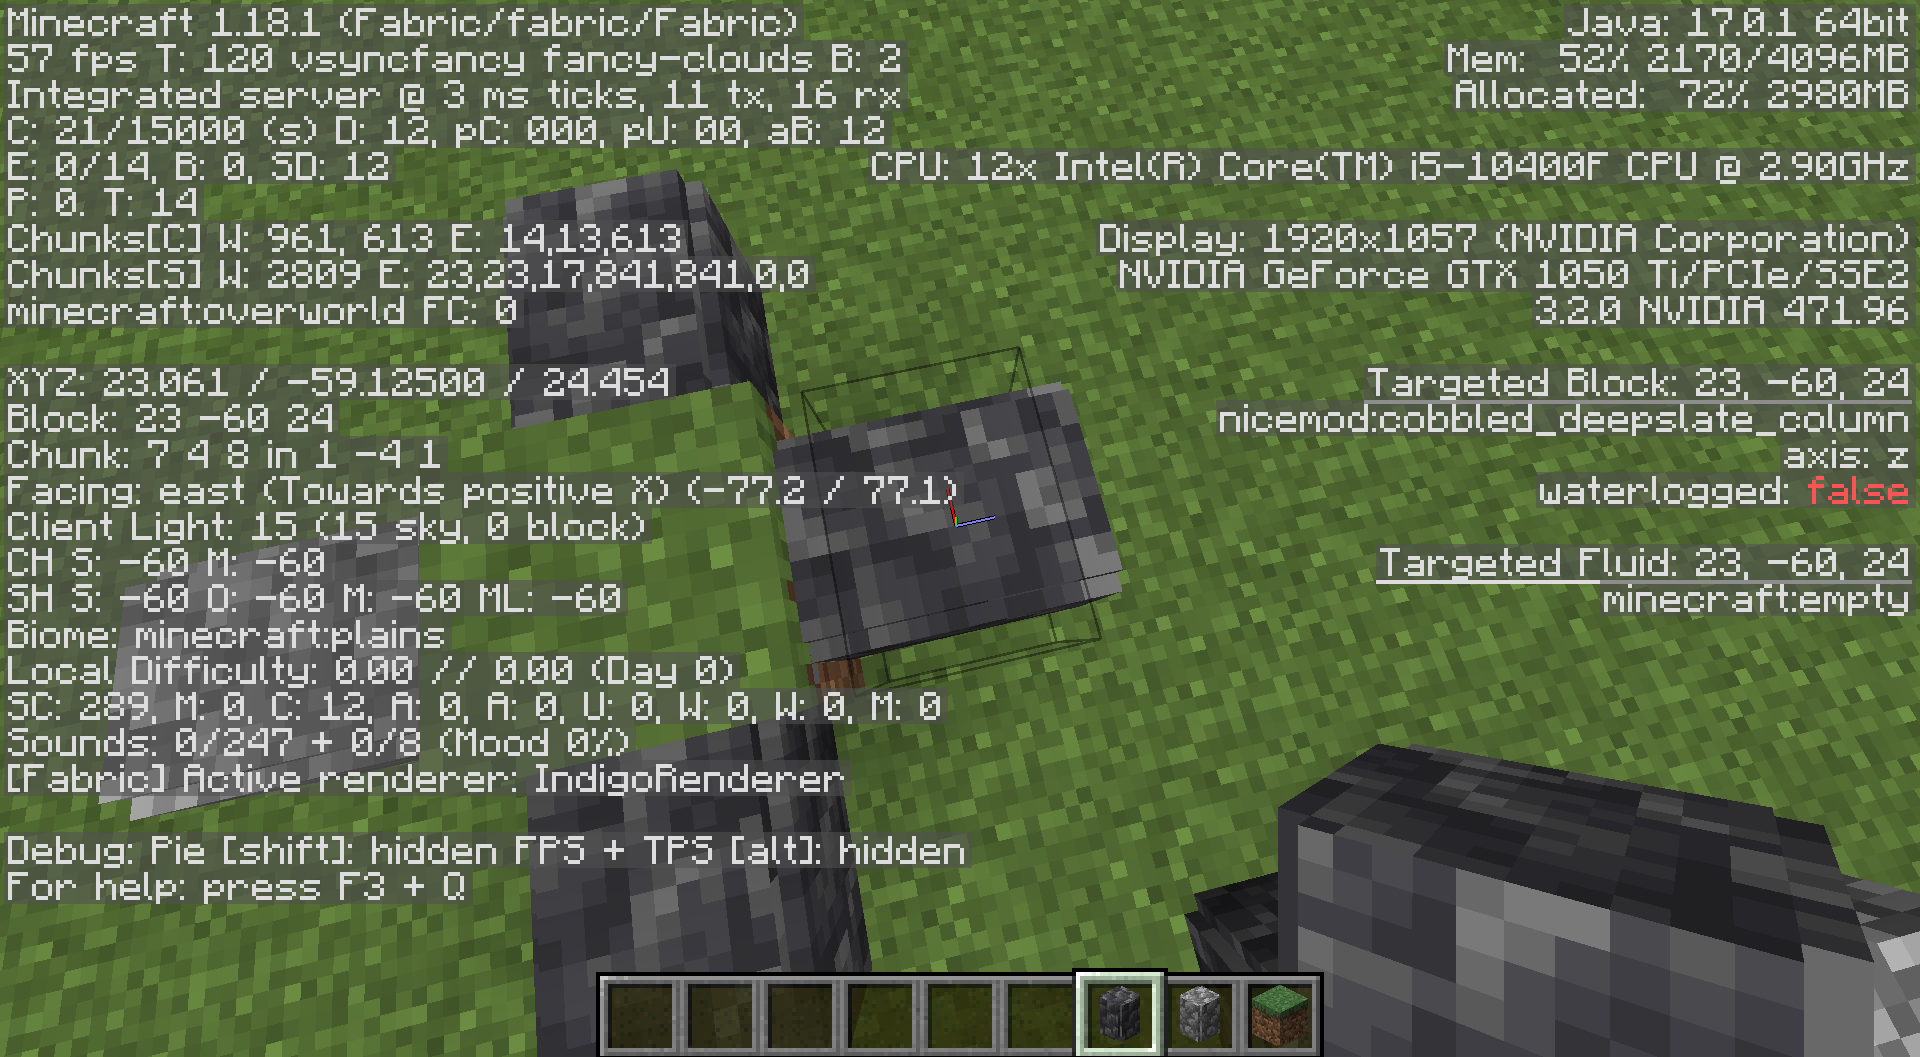 Minecraft 1.18.1 (Fabric/fabric/Fabric)
57 fps T: 120 vsyncfancy fancy-clouds B: 2
Integrated server @ 3 ms ticks, 11 tx, 16 rx
C: 21/15000 (s) D: 12, pC: 000, pU: 00, aB: 12
E: 0/14, B: 0, SD: 12
P: 0. T: 14
Chunks[C] W: 961, 613 E: 14,13,613
Chunks[S] W: 2809 E: 23,23,17,841,841,0,0
minecraft:overworld FC: 0
XYZ: 23.061 / -59.12500 / 24.454
Block: 23 -60 24
Chunk: 7 4 8 in 1 -4 1
Facing: east (Towards positive X) (-77.2 / 77.1)
Client Light: 15 (15 sky, 0 block)
CH S: -60 M: -60
SH S: -60 O: -60 M: -60 ML: -60
Biome: minecraft:plains
Local Difficulty: 0.00 // 0.00 (Day 0)
SC: 289, M: 0, C: 12, A: 0, A: 0, U: 0, W: 0, W: 0, M: 0
Sounds: 0/247 + 0/8 (Mood 0%)
[Fabric] Active renderer: IndigoRenderer
Debug: Pie [shift]: hidden FPS + TPS [alt]: hidden
For help: press F3 + Q
Java: 17.0.1 64bit
Mem: 52% 2170/4096MB
Allocated: 72% 2980MB
CPU: 12x Intel(R) Core(TM) i5-10400F CPU @ 2.90GHz
Display: 1920x1057 (NVIDIA Corporation)
NVIDIA GeForce GTX 1050 Ti/PCIe/SSE2
3.2.0 NVIDIA 471.96
Targeted Block: 23, -60, 24
nicemod:cobbled_deepslate_column
axis: z
waterlogged: false
Targeted Fluid: 23, -60, 24
minecraft:empty